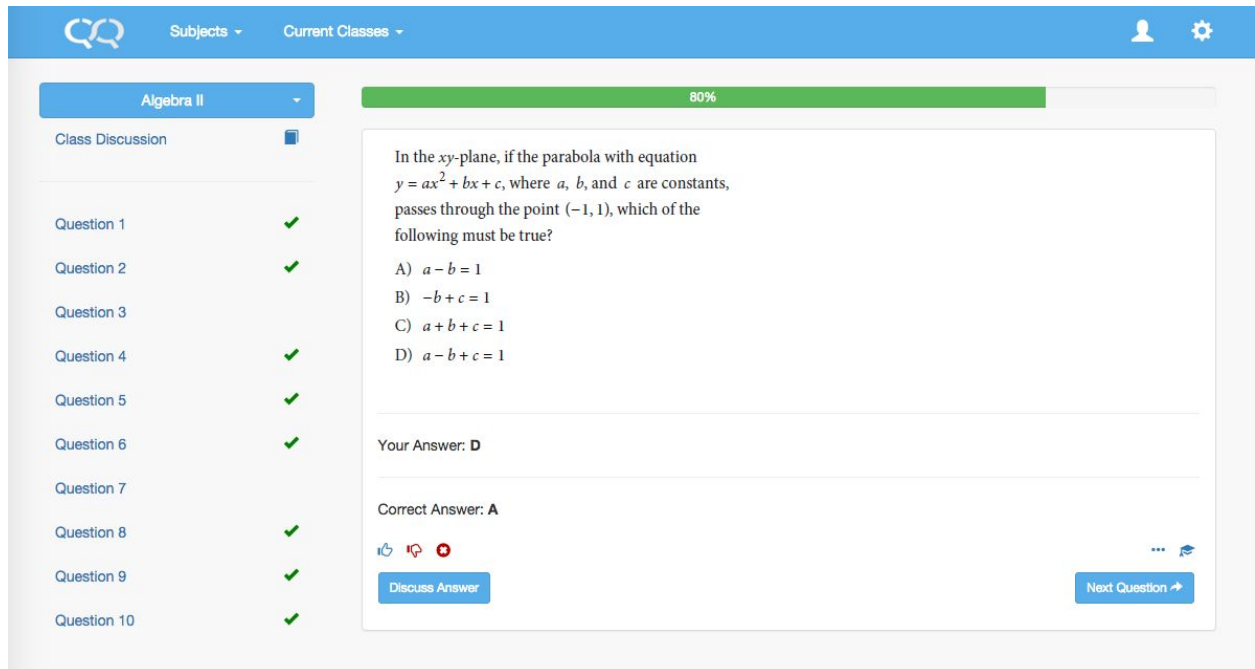 QQ
Subjects
Current Classes
Algebra II
80%
Class Discussion
Question 1
Question 2
Question 3
Question 4
Question 5
Question 6
Question 7
Question 8
Question 9
Question 10
In the xy-plane, if the parabola with equation
y = ax² + bx + c, where a, b, and c are constants,
passes through the point (−1, 1), which of the
following must be true?
A) a − b = 1
B) −b + c = 1
C) a + b + c = 1
D) a − b + c = 1
Your Answer: D
Correct Answer: A
Discuss Answer
Next Question